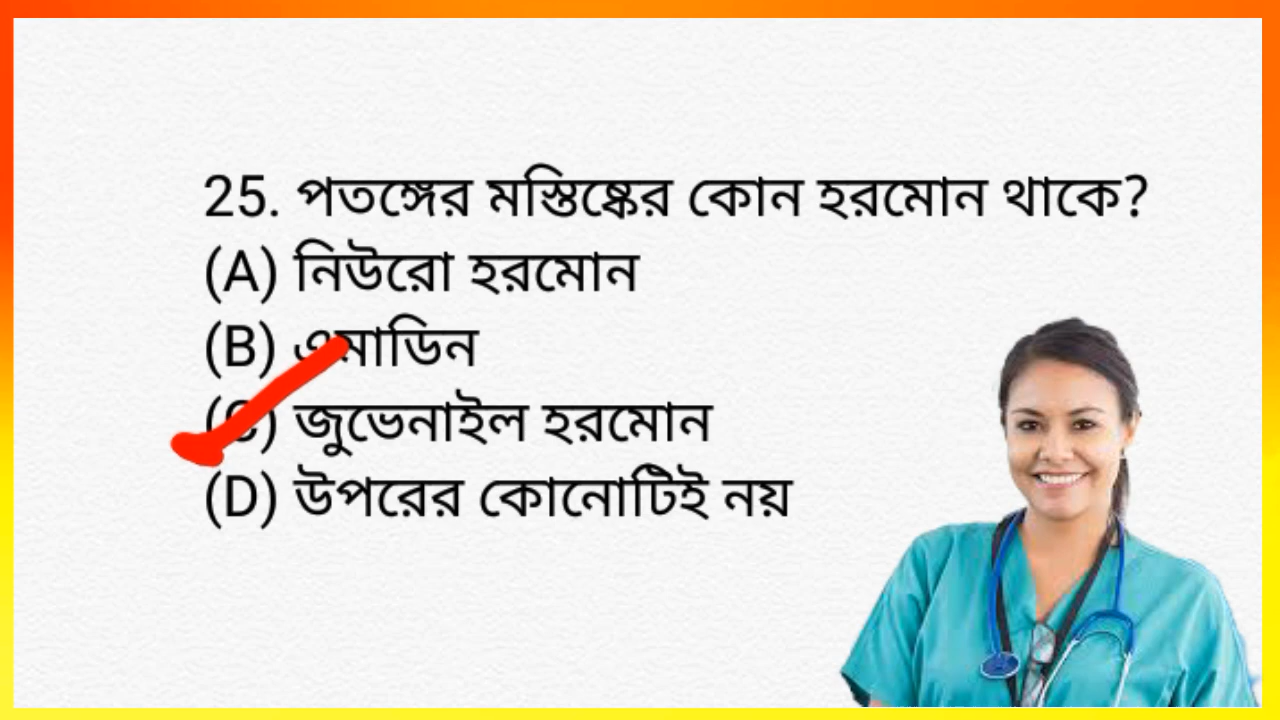 25. পতঙ্গের মস্তিষ্কের কোন হরমোন থাকে?
(A) নিউরো হরমোন
(B) এমাডিন
(C) জুভেনাইল হরমোন
(D) উপরের কোনোটিই নয়